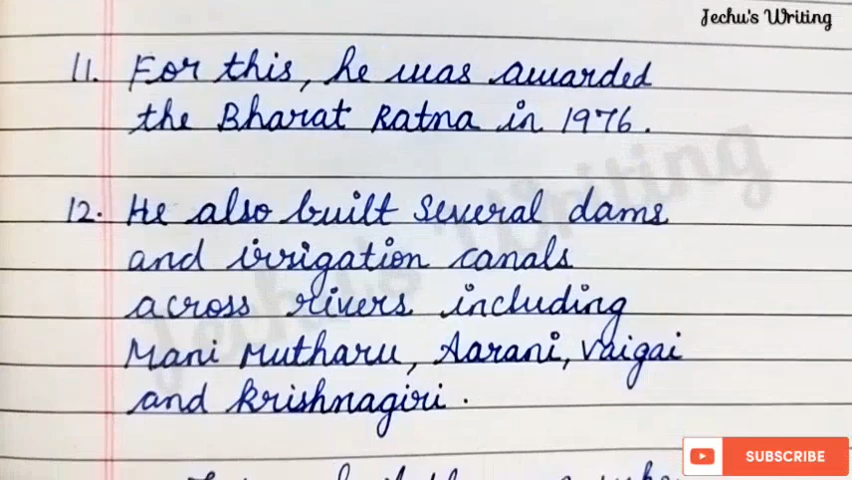 Jechu's Writing
11. For this, he was awarded
the Bharat Ratna in 1976.
12. He also built several dams
and irrigation canals
across rivers including
Mani Mutharu, Aarani, Vaigai
and Krishnagiri.
SUBSCRIBE